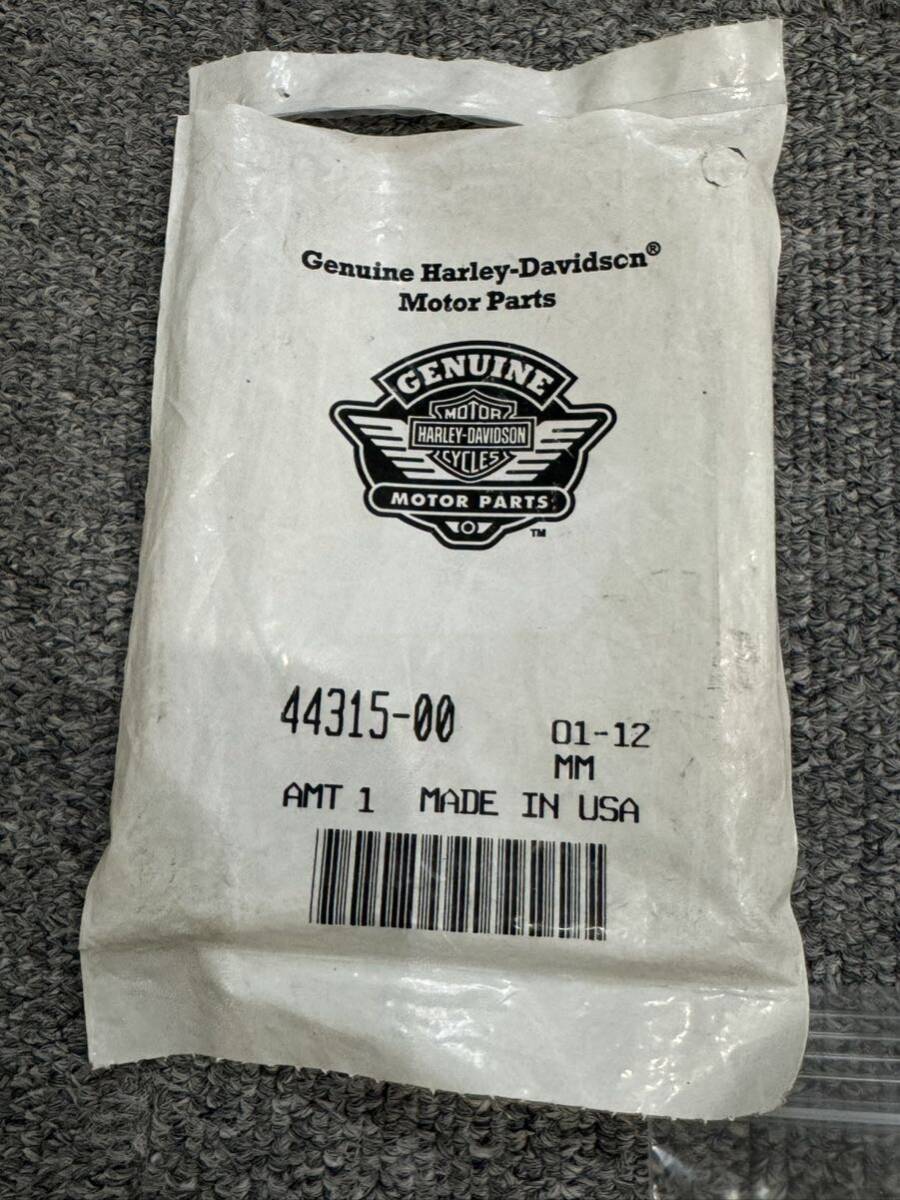 Genuine Harley-Davidson®
Motor Parts
GENUINE
MOTOR
HARLEY-DAVIDSON
CYCLES
MOTOR PARTS
TM
44315-00
01-12
MM
AMT 1 MADE IN USA